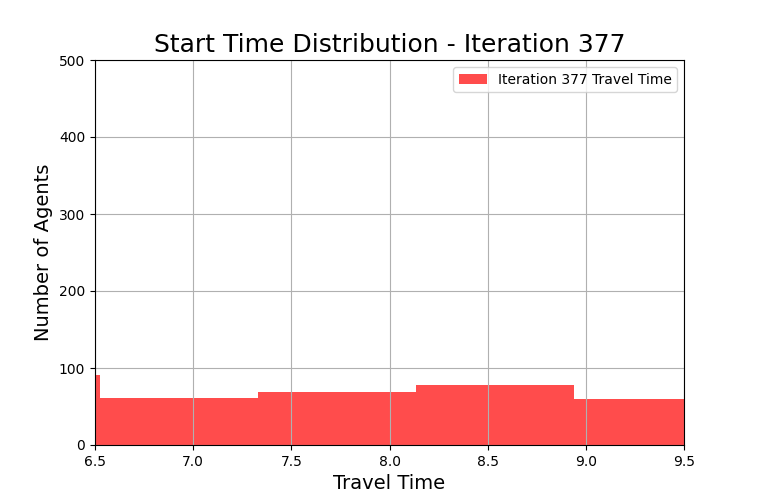 Start Time Distribution - Iteration 377
Iteration 377 Travel Time
500
400
300
200
100
0
Number of Agents
6.5 7.0 7.5 8.0 8.5 9.0 9.5
Travel Time